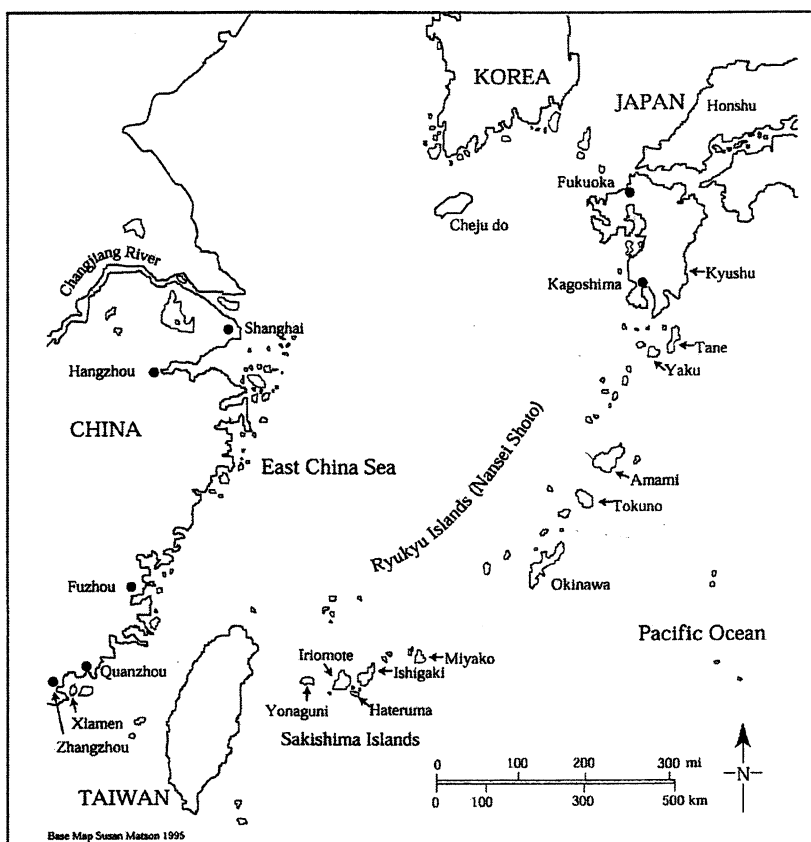 KOREA
JAPAN
Honshu
Fukuoka
Cheju do
Changjiang River
Kyushu
Kagoshima
Shanghai
Tane
Hangzhou
Yaku
CHINA
East China Sea
Ryukyu Islands (Nansei Shoto)
Amami
Tokuno
Fuzhou
Okinawa
Pacific Ocean
Iriomote
Miyako
Quanzhou
Ishigaki
Xiamen
Yonaguni
Hateruma
Zhangzhou
Sakishima Islands
TAIWAN
0 100 200 300 mi
0 100 300 500 km
N
Base Map Susan Matson 1995